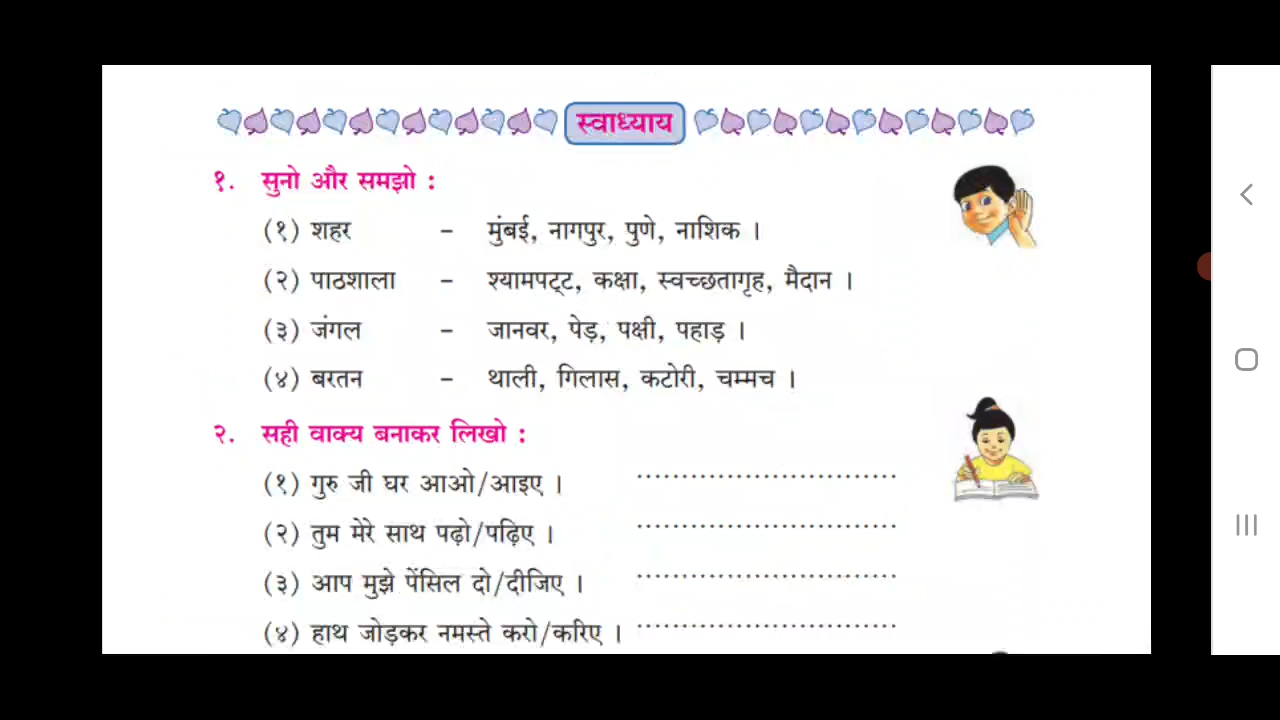 स्वाध्याय
१. सुनो और समझो :
(१) शहर – मुंबई, नागपुर, पुणे, नाशिक ।
(२) पाठशाला – श्यामपट्‌ट, कक्षा, स्वच्छतागृह, मैदान ।
(३) जंगल – जानवर, पेड़, पक्षी, पहाड़ ।
(४) बरतन – थाली, गिलास, कटोरी, चम्मच ।
२. सही वाक्य बनाकर लिखो :
(१) गुरु जी घर आओ/आइए । ..............................
(२) तुम मेरे साथ पढ़ो/पढ़िए । ..............................
(३) आप मुझे पेंसिल दो/दीजिए । ..............................
(४) हाथ जोड़कर नमस्ते करो/करिए । ..............................